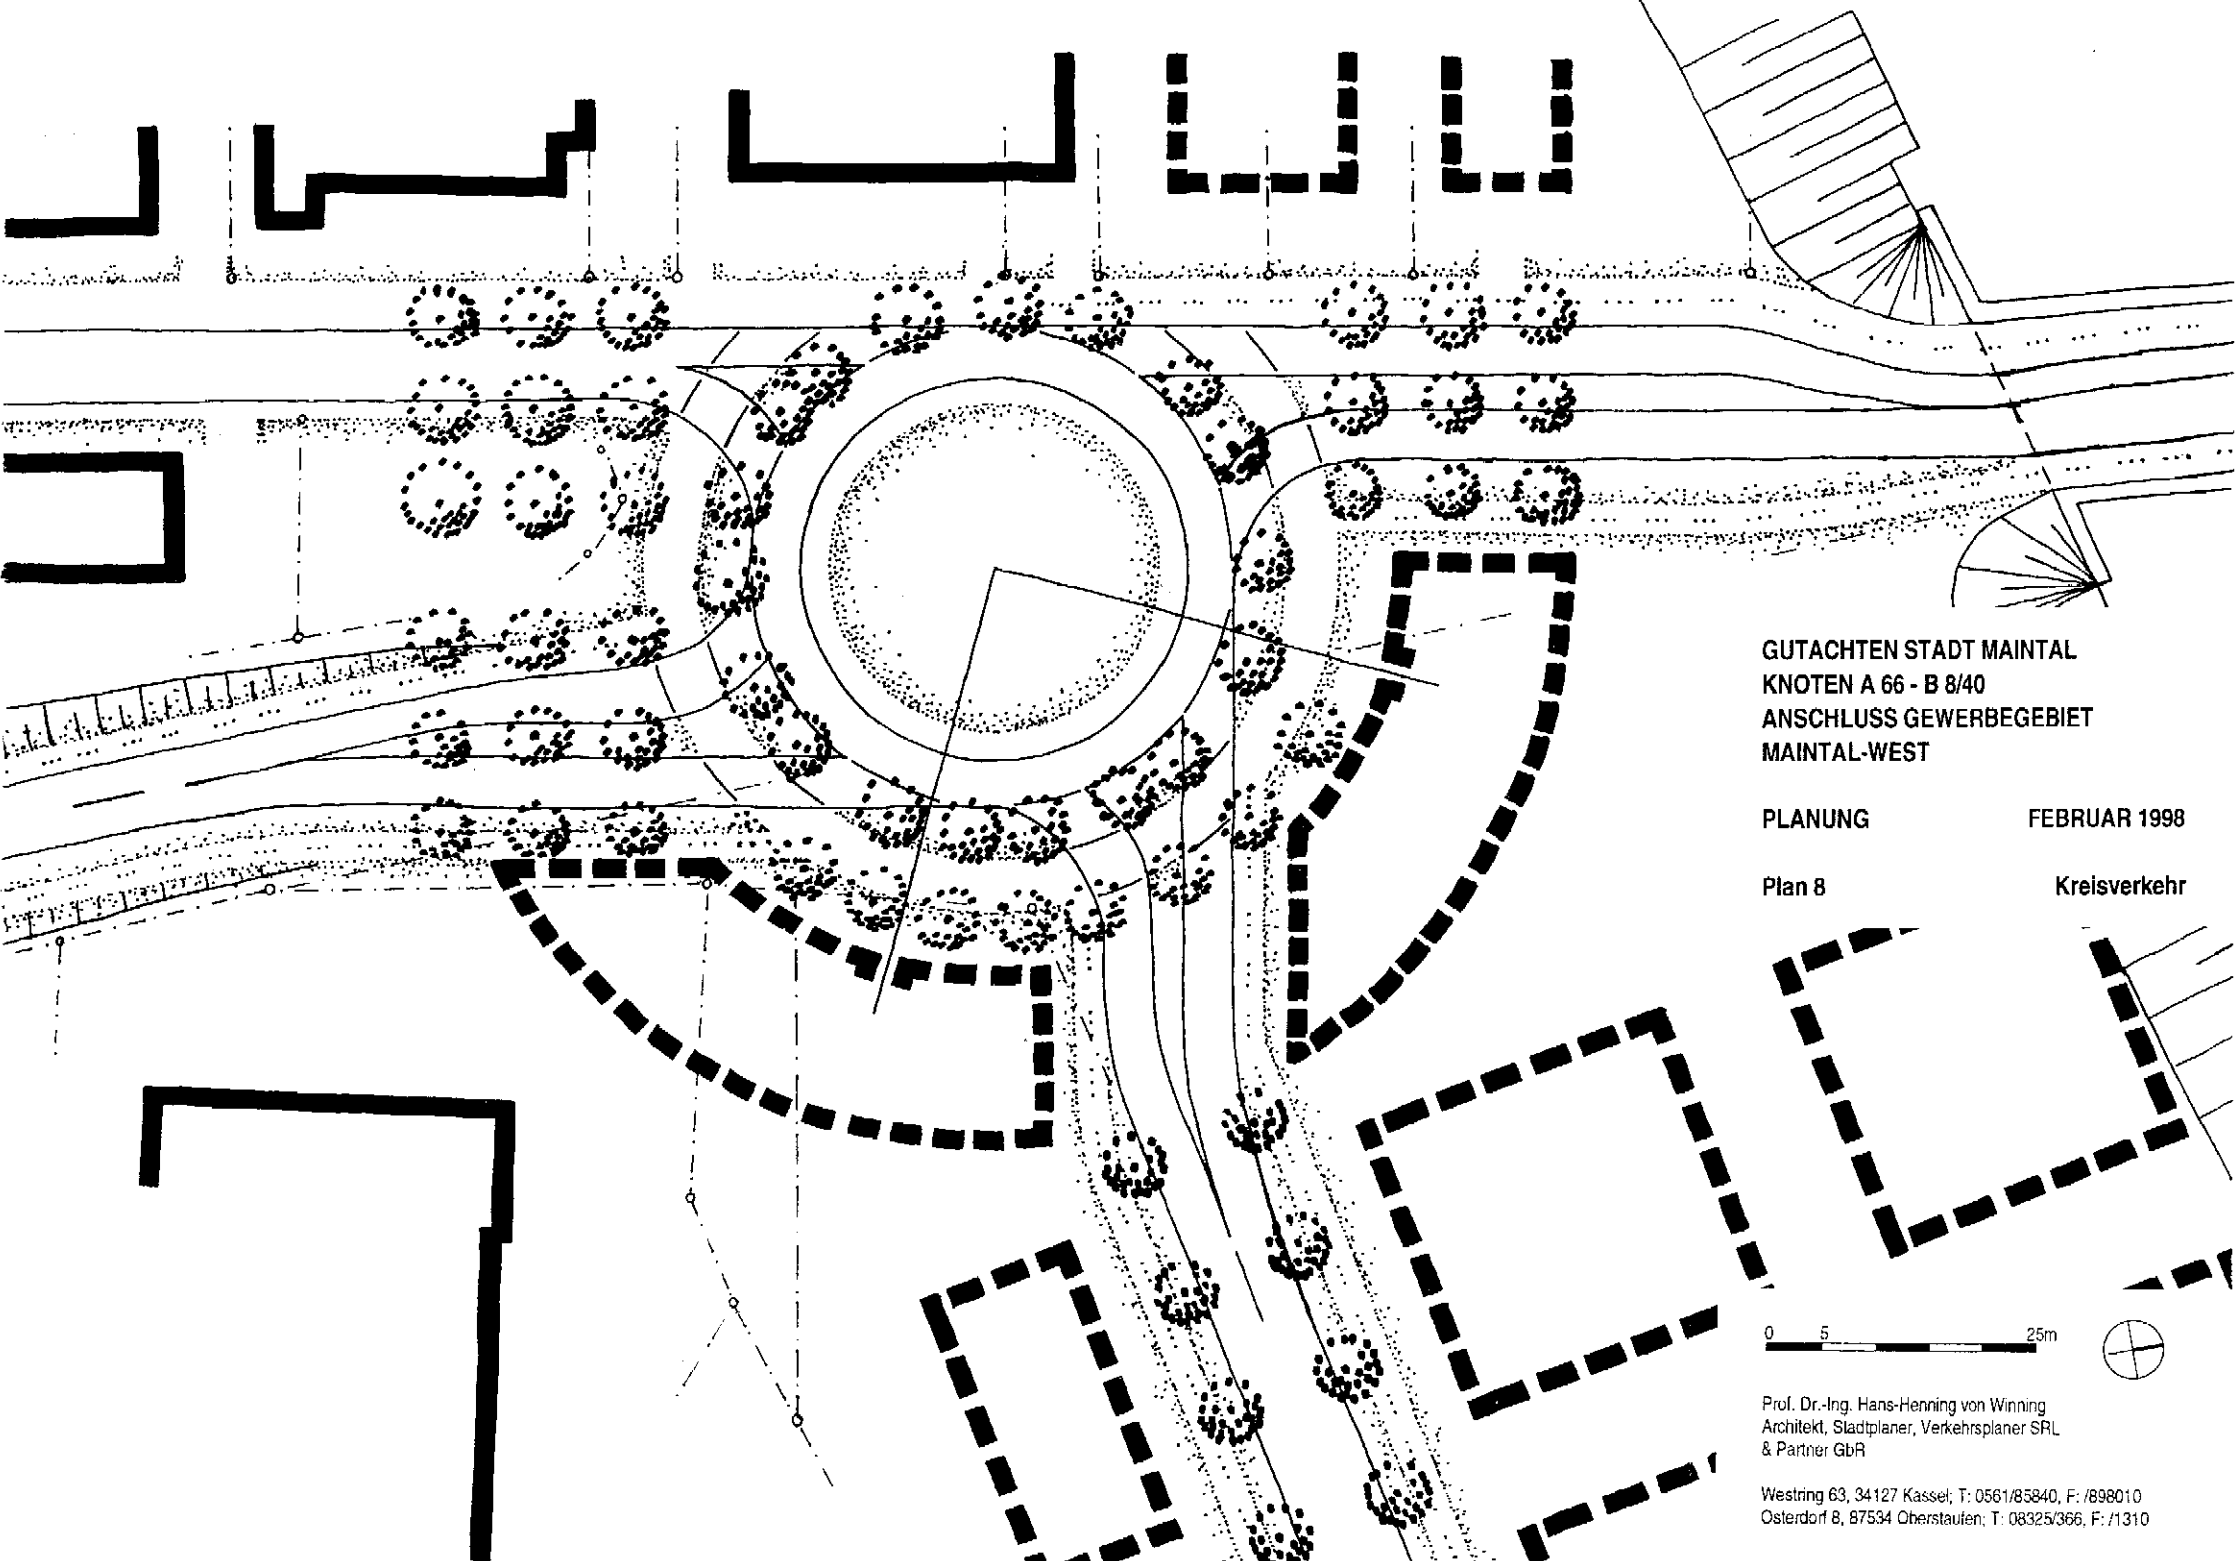 GUTACHTEN STADT MAINTAL
KNOTEN A 66 - B 8/40
ANSCHLUSS GEWERBEGEBIET
MAINTAL-WEST
PLANUNG FEBRUAR 1998
Plan 8 Kreisverkehr
0 5 25m
Prof. Dr.-Ing. Hans-Henning von Winning
Architekt, Stadtplaner, Verkehrsplaner SRL
& Partner GbR
Westring 63, 34127 Kassel; T: 0561/85840, F: /898010
Osterdorf 8, 87534 Oberstaufen; T: 08325/366, F: /1310